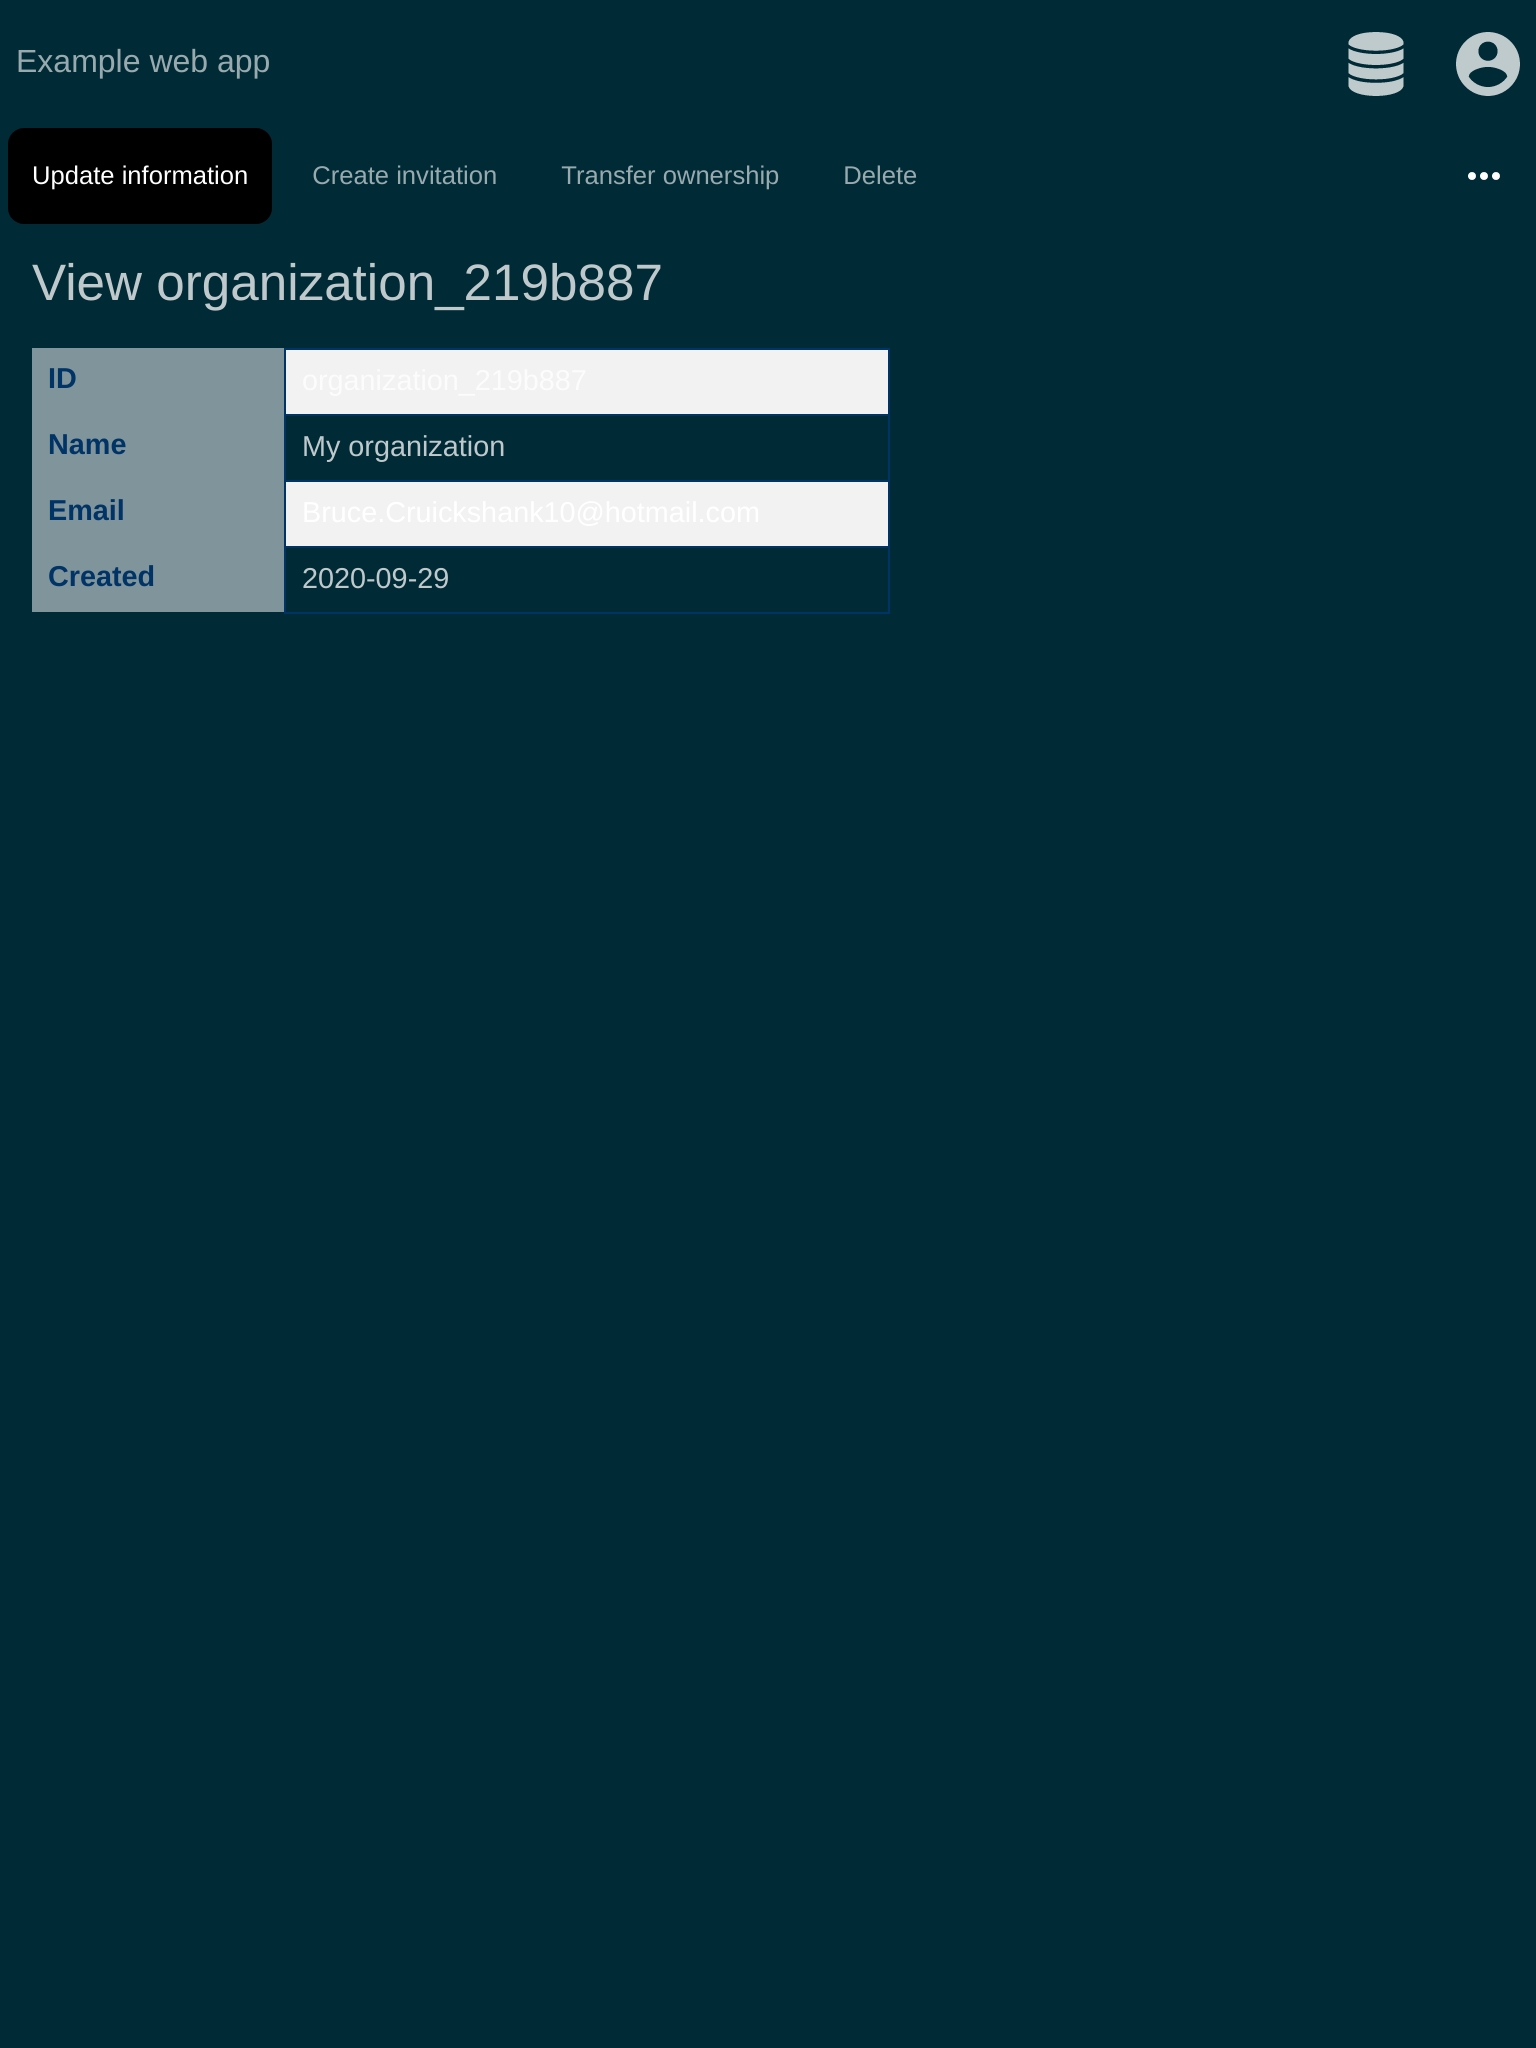 Example web app
Update information
Create invitation
Transfer ownership
Delete
View organization_219b887
ID organization_219b887
Name My organization
Email Bruce.Cruickshank10@hotmail.com
Created 2020-09-29